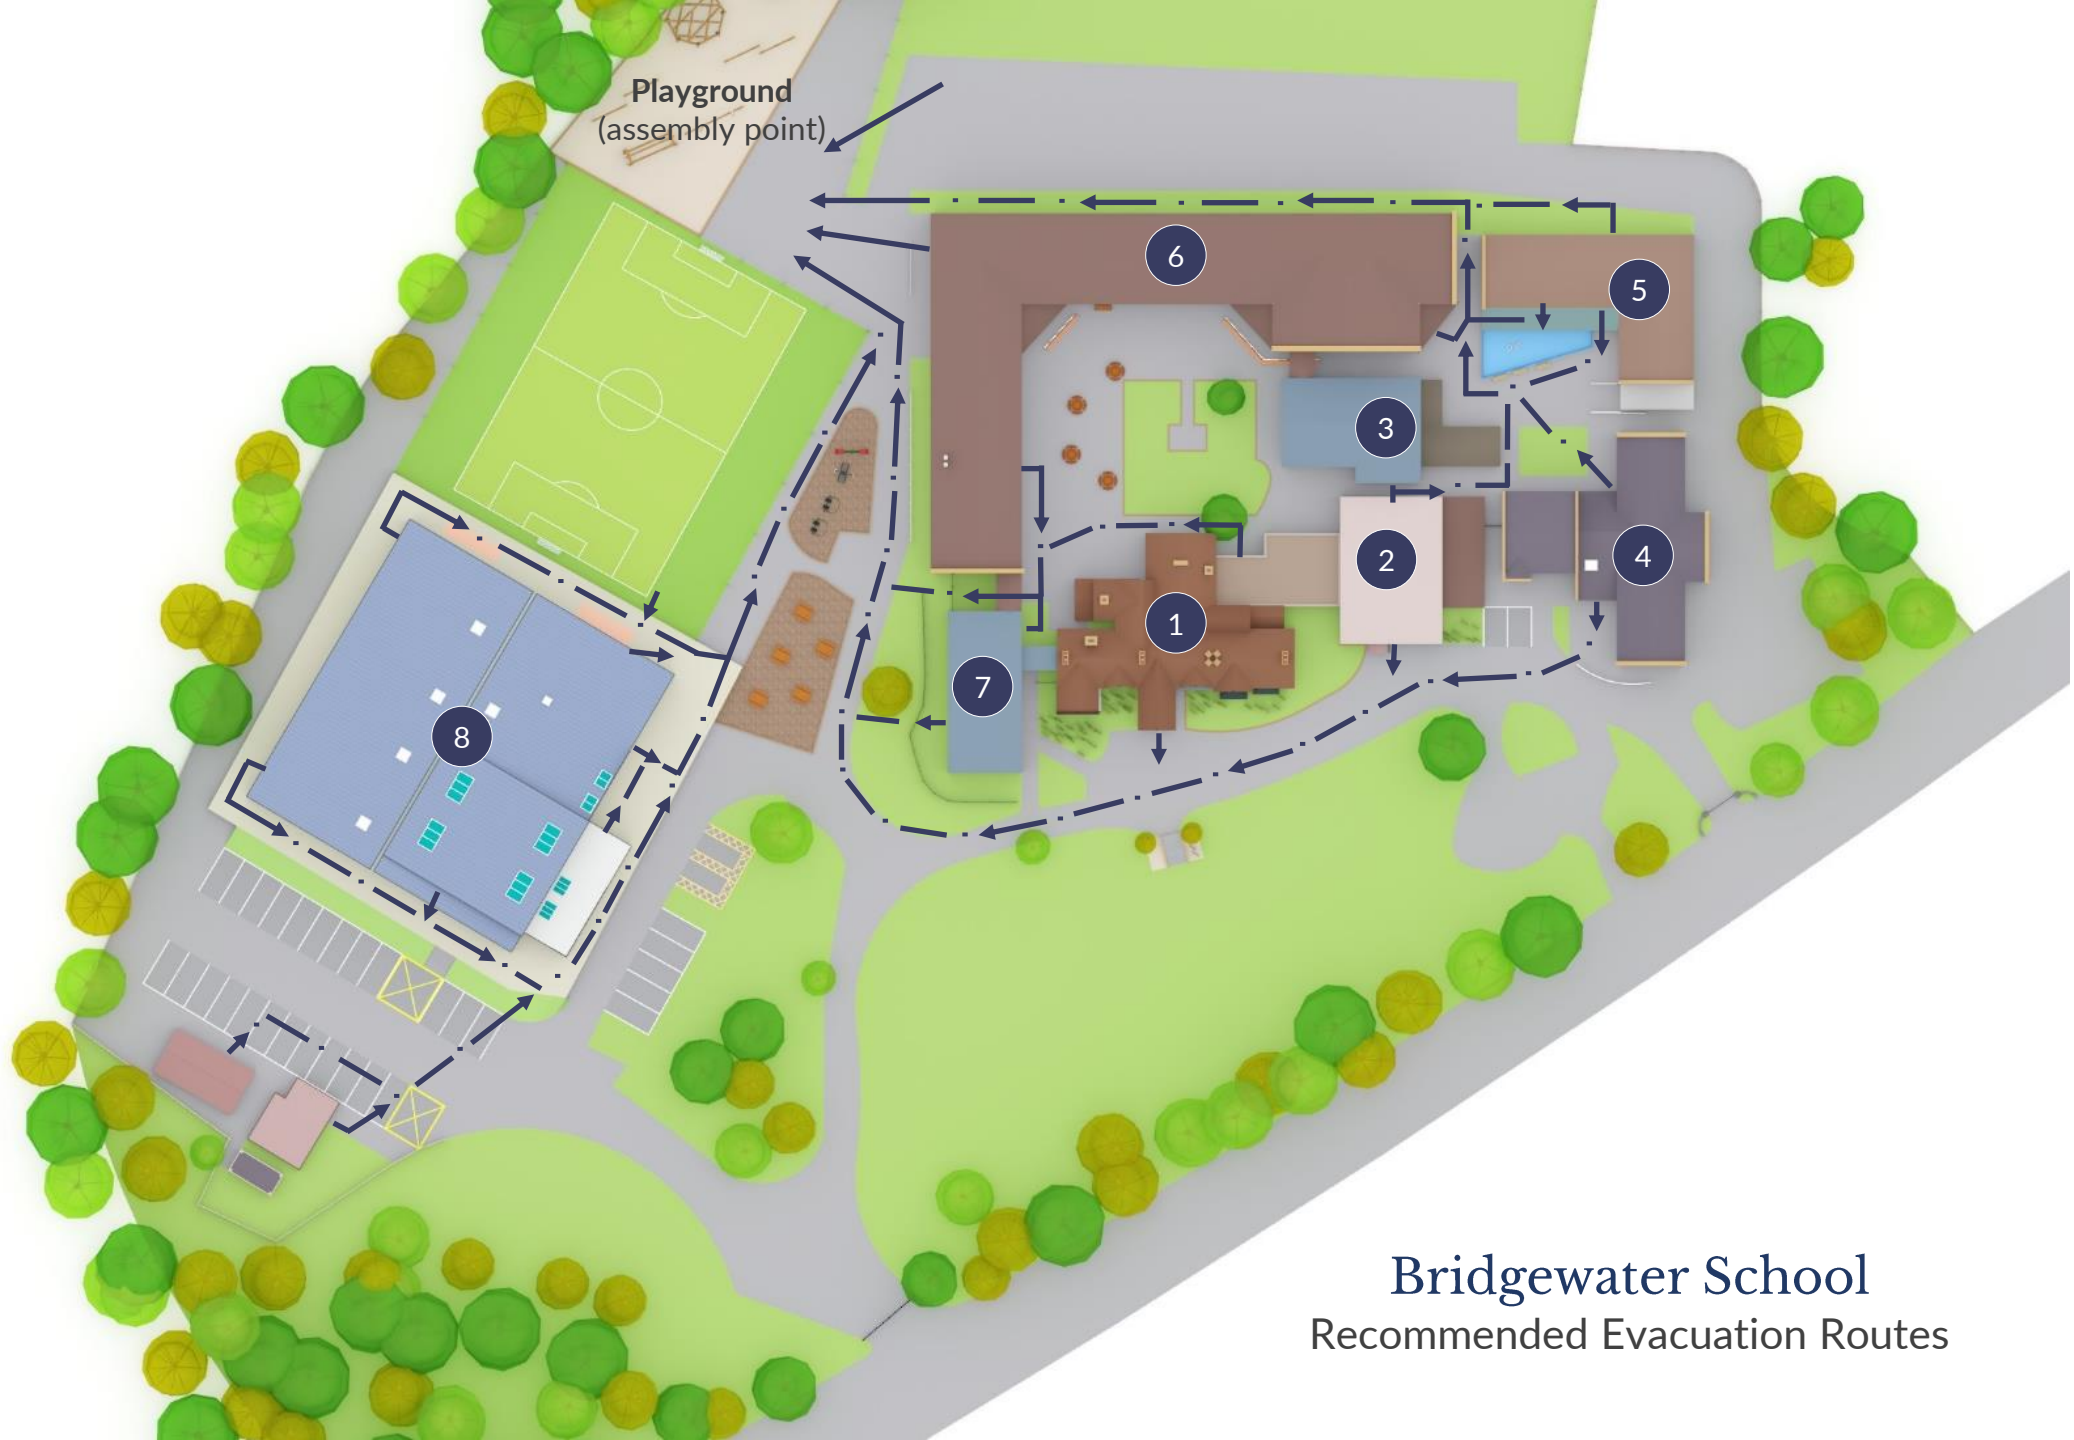 Playground
(assembly point)
6
5
3
2
4
1
7
8
Bridgewater School
Recommended Evacuation Routes